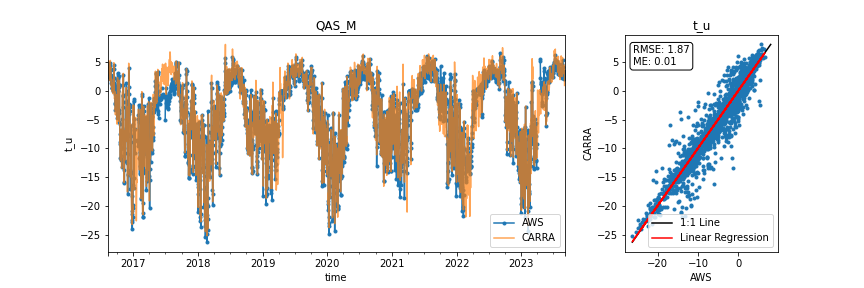 QAS_M
t_u
5
0
−5
−10
−15
−20
−25
2017
2018
2019
2020
2021
2022
2023
time
AWS
CARRA
t_u
RMSE: 1.87
ME: 0.01
CARRA
5
0
−5
−10
−15
−20
−25
−20
−10
0
AWS
1:1 Line
Linear Regression